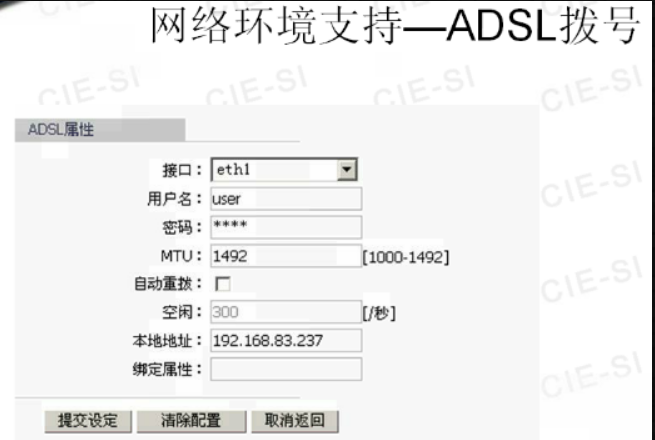 网络环境支持—ADSL拨号
CIE-SI CIE-SI CIE-SI CIE-SI
ADSL属性
接口： eth1
用户名： user
密码： ****
CIE-SI
MTU： 1492 [1000-1492]
自动重拨：
CIE-SI
空闲： 300 [/秒]
本地地址： 192.168.83.237
绑定属性：
CIE-SI
提交设定 清除配置 取消返回